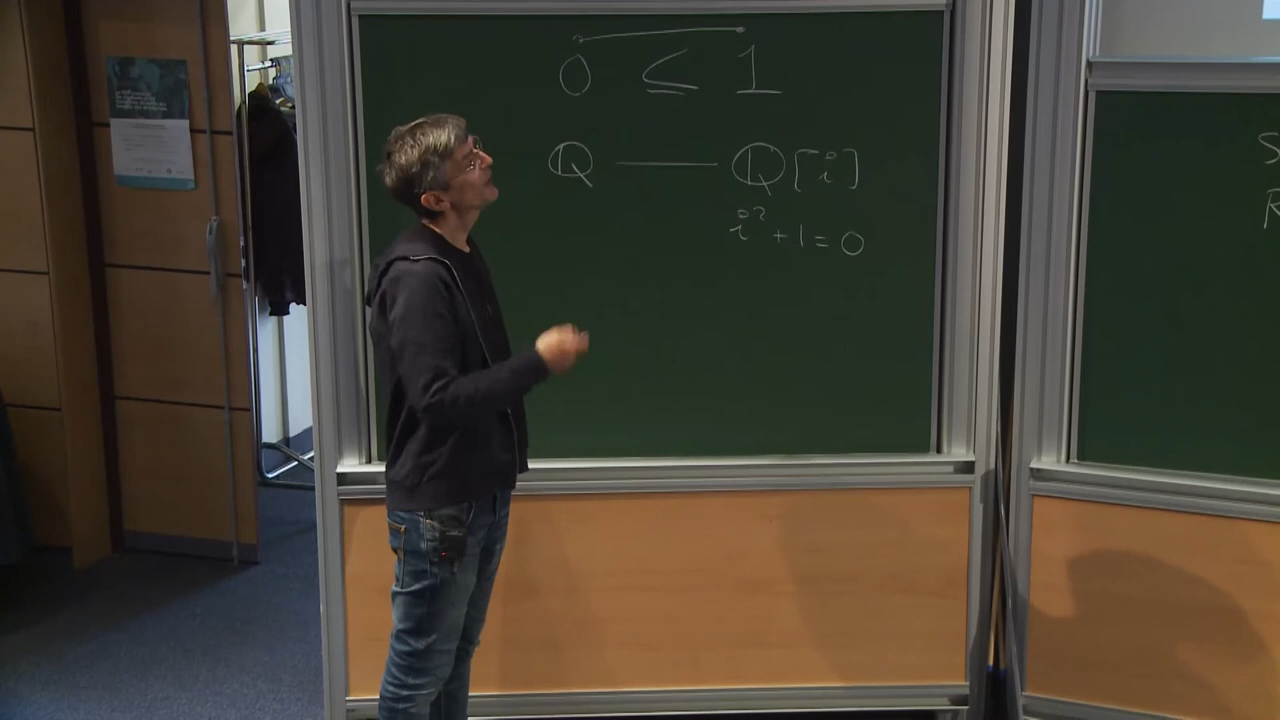 0 ≤ 1
Q — Q[i]
i² + 1 = 0
S
R